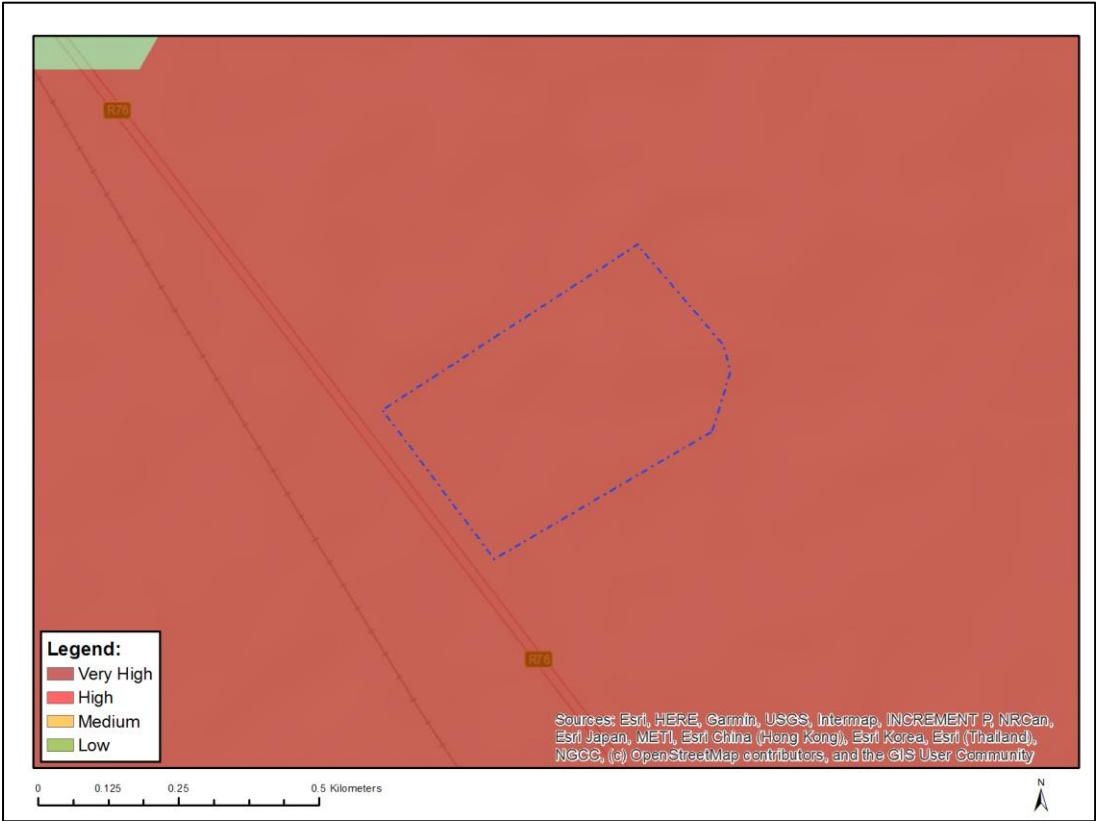 R76
R76
Legend:
Very High
High
Medium
Low
Sources: Esri, HERE, Garmin, USGS, Intermap, INCREMENT P, NRCan,
Esri Japan, METI, Esri China (Hong Kong), Esri Korea, Esri (Thailand),
NGCC, (c) OpenStreetMap contributors, and the GIS User Community
0 0.125 0.25 0.5 Kilometers
N